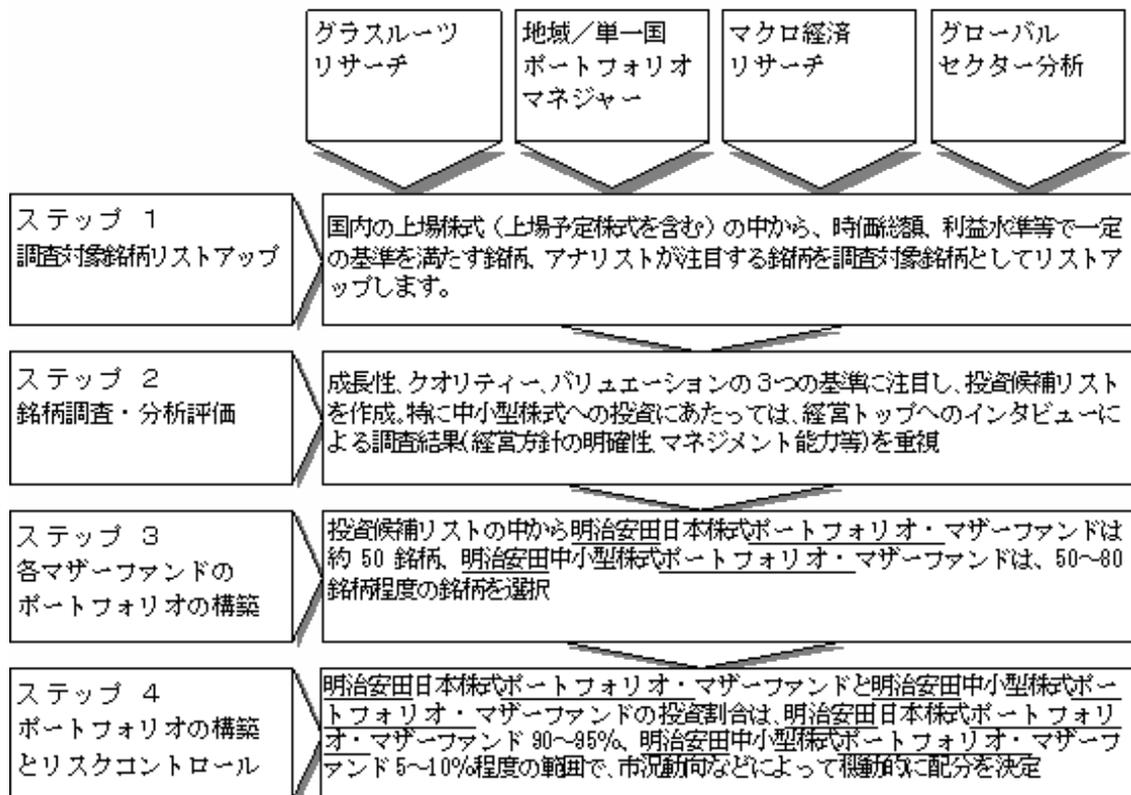 グラスルーツ
リサーチ
地域／単一国
ポートフォリオ
マネジャー
マクロ経済
リサーチ
グローバル
セクター分析
ステップ 1
調査対象銘柄リストアップ
国内の上場株式（上場予定株式を含む）の中から、時価総額、利益水準等で一定
の基準を満たす銘柄、アナリストが注目する銘柄を調査対象銘柄としてリストア
ップします。
ステップ 2
銘柄調査・分析評価
成長性、クオリティー、バリュエーションの３つの基準に注目し、投資候補リスト
を作成。特に中小型株式への投資にあたっては、経営トップへのインタビューに
よる調査結果(経営方針の明確性、マネジメント能力等)を重視
ステップ 3
各マザーファンドの
ポートフォリオの構築
投資候補リストの中から明治安田日本株式ポートフォリオ・マザーファンドは
約 50 銘柄、明治安田中小型株式ポートフォリオ・マザーファンドは、50～80
銘柄程度の銘柄を選択
ステップ 4
ポートフォリオの構築
とリスクコントロール
明治安田日本株式ポートフォリオ・マザーファンドと明治安田中小型株式ポー
トフォリオ・マザーファンドの投資割合は、明治安田日本株式ポートフォリ
オ・マザーファンド 90～95%、明治安田中小型株式ポートフォリオ・マザーフ
ァンド 5～10%程度の範囲で、市況動向などによって機動的に配分を決定